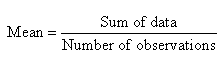 Mean = Sum of data / Number of observations